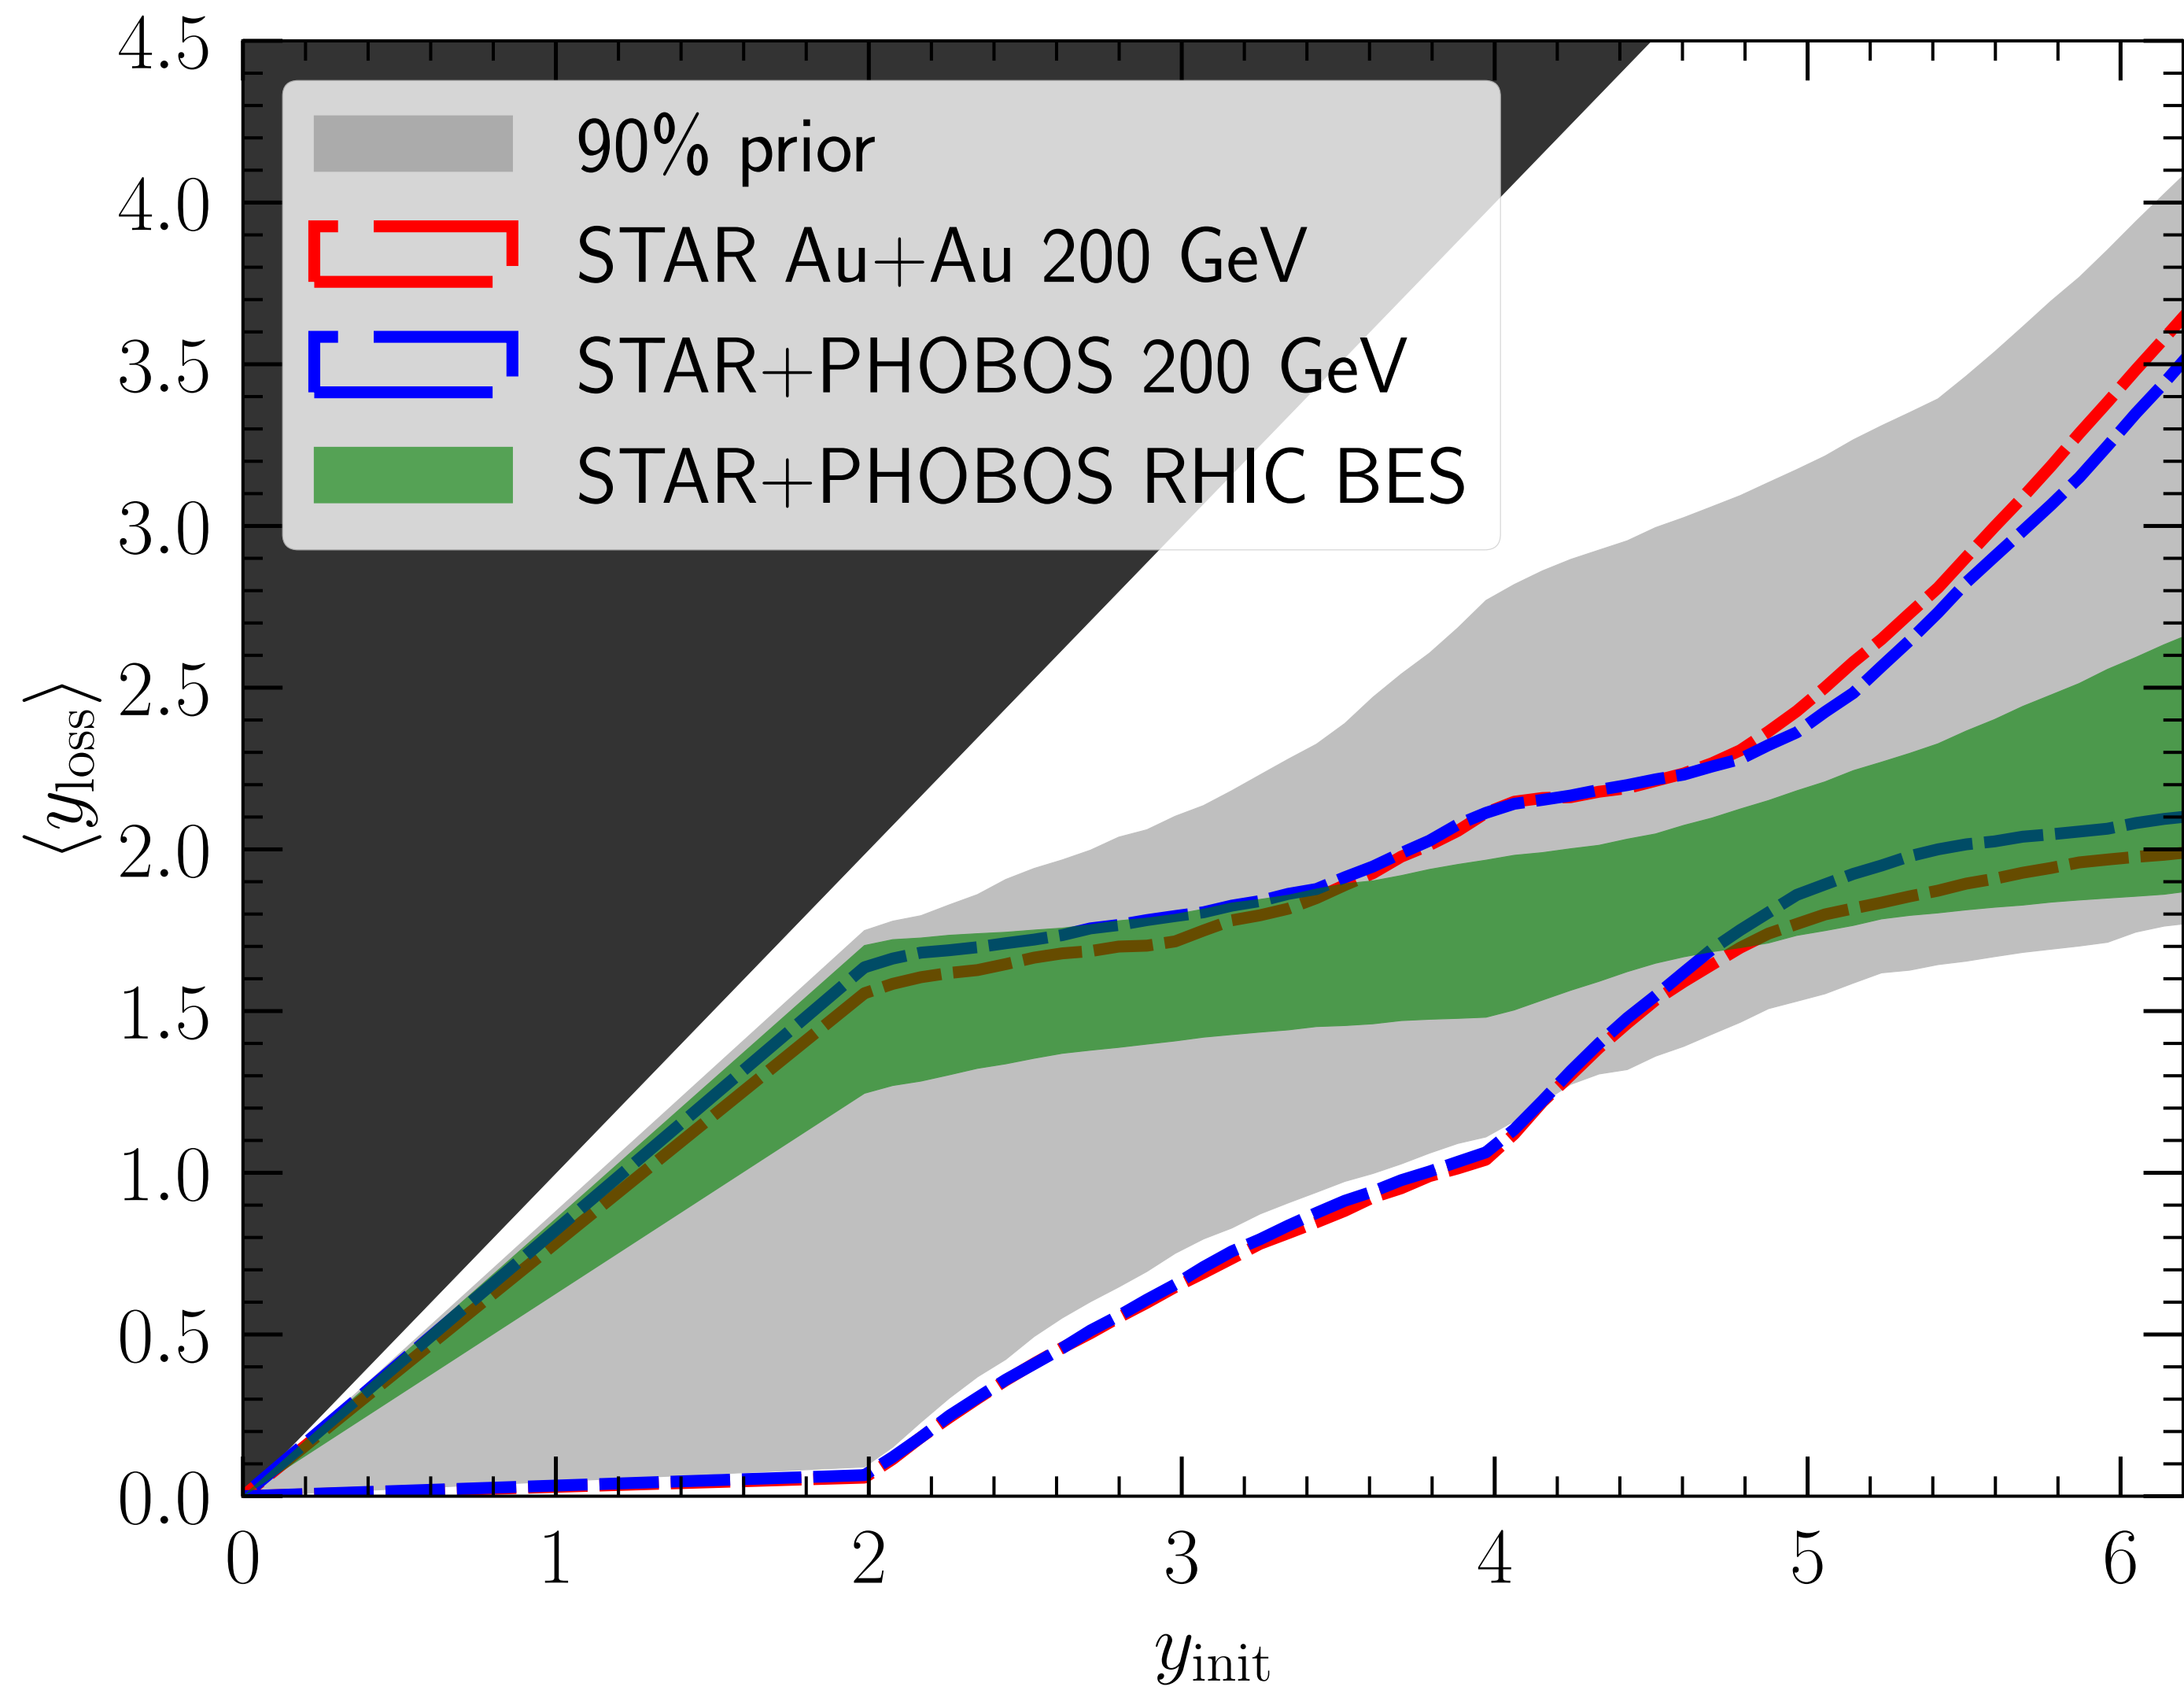 4.5
4.0
3.5
3.0
2.5
2.0
1.5
1.0
0.5
0.0
⟨y_loss⟩
90% prior
STAR Au+Au 200 GeV
STAR+PHOBOS 200 GeV
STAR+PHOBOS RHIC BES
0 1 2 3 4 5 6
y_init